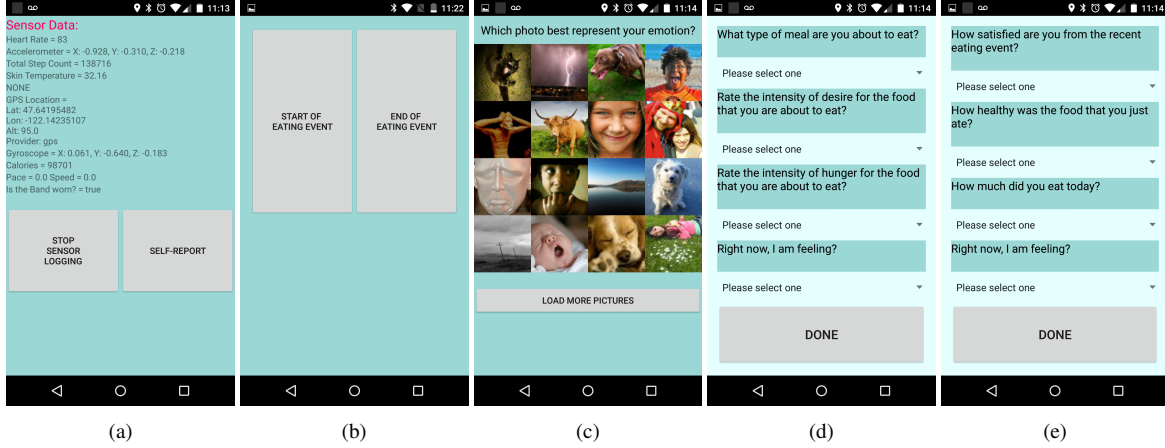 11:13
Sensor Data:
Heart Rate = 83
Accelerometer = X: -0.928, Y: -0.310, Z: -0.218
Total Step Count = 138716
Skin Temperature = 32.16
NONE
GPS Location =
Lat: 47.64195482
Lon: -122.14235107
Alt: 95.0
Provider: gps
Gyroscope = X: 0.061, Y: -0.640, Z: -0.183
Calories = 98701
Pace = 0.0 Speed = 0.0
Is the Band worn? = true
STOP
SENSOR
LOGGING
SELF-REPORT
(a)
11:22
START OF
EATING EVENT
END OF
EATING EVENT
(b)
11:14
Which photo best represent your emotion?
LOAD MORE PICTURES
(c)
11:14
What type of meal are you about to eat?
Please select one
Rate the intensity of desire for the food
that you are about to eat?
Please select one
Rate the intensity of hunger for the food
that you are about to eat?
Please select one
Right now, I am feeling?
Please select one
DONE
(d)
11:14
How satisfied are you from the recent
eating event?
Please select one
How healthy was the food that you just
ate?
Please select one
How much did you eat today?
Please select one
Right now, I am feeling?
Please select one
DONE
(e)